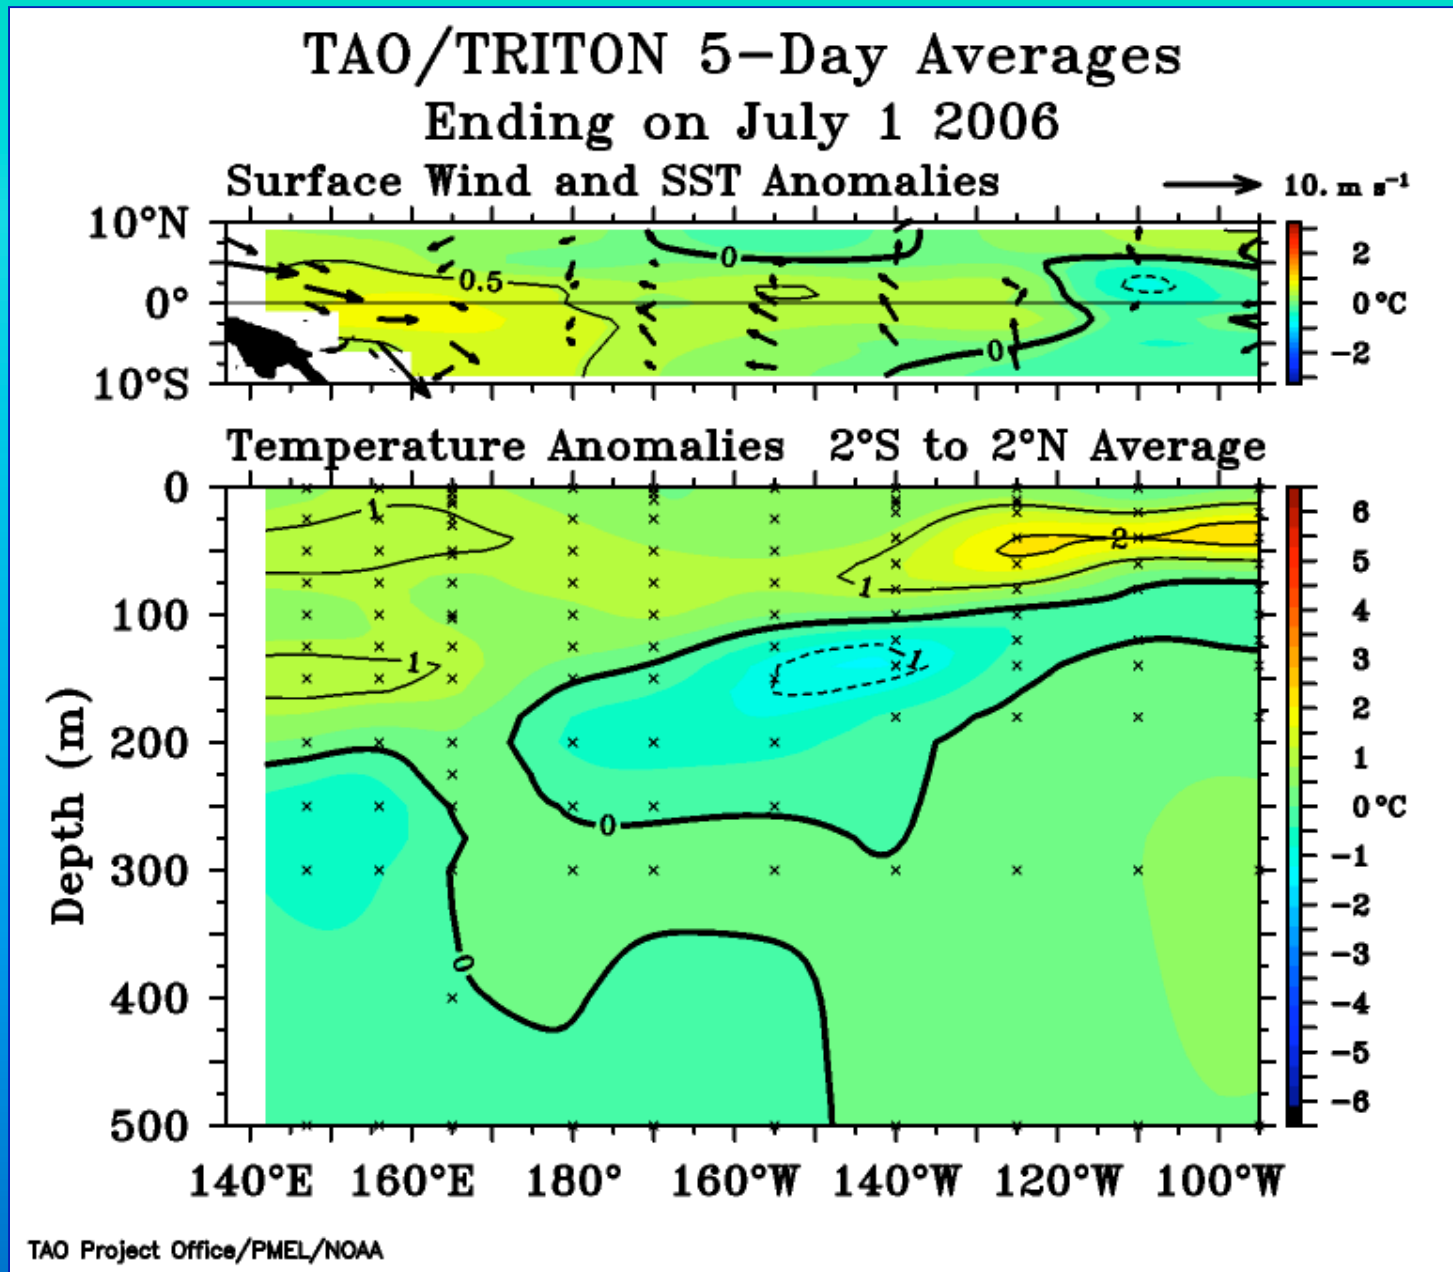 TAO/TRITON 5-Day Averages
Ending on July 1 2006
Surface Wind and SST Anomalies
10. m s⁻¹
10°N
0°
10°S
0.5
0
0
2
0°C
-2
Temperature Anomalies 2°S to 2°N Average
0
100
200
300
400
500
Depth (m)
1
1
1
2
1
0
0
6
5
4
3
2
1
0°C
-1
-2
-3
-4
-5
-6
140°E 160°E 180° 160°W 140°W 120°W 100°W
TAO Project Office/PMEL/NOAA